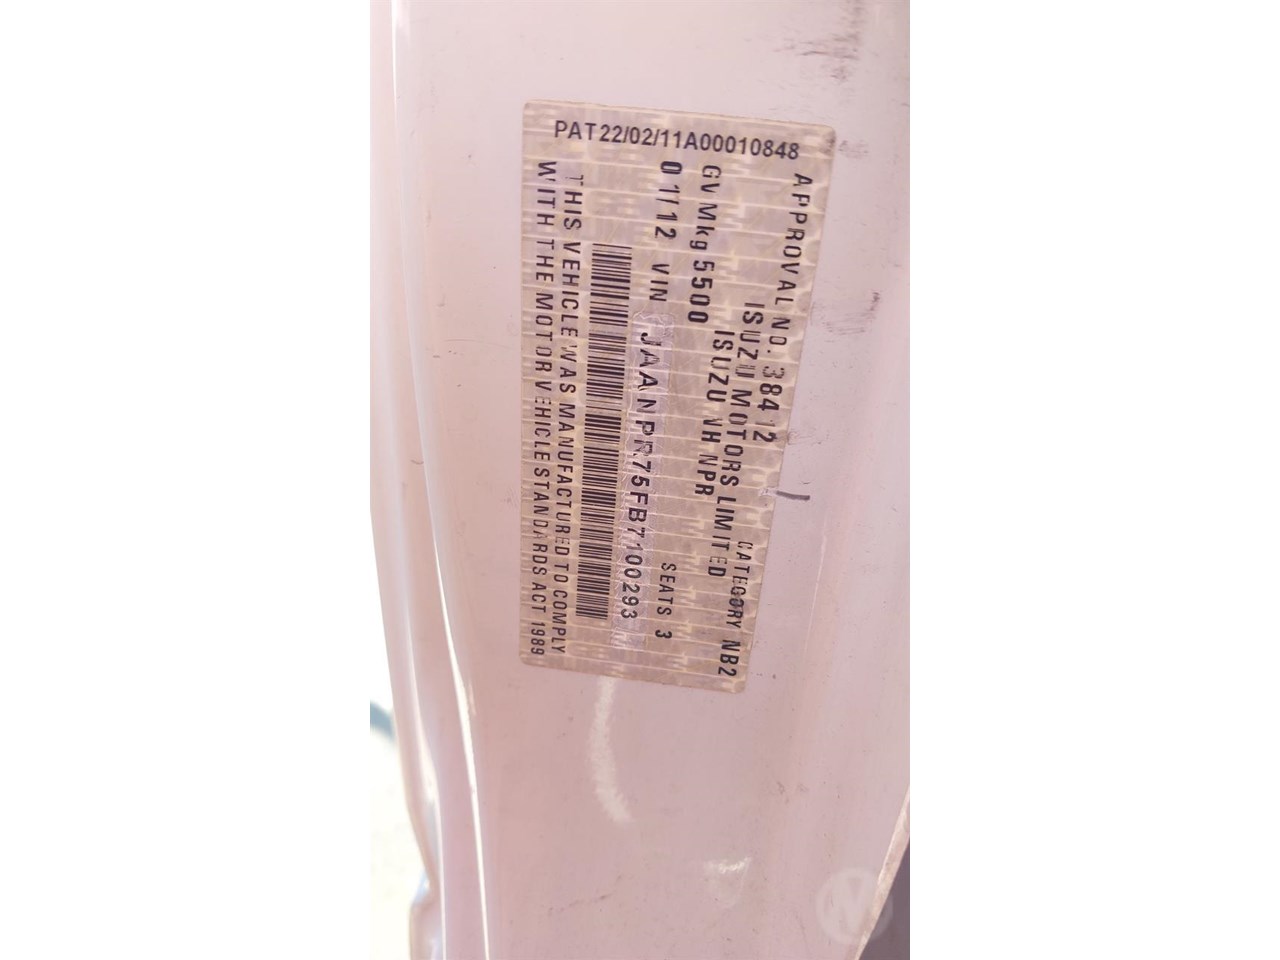 PAT22/02/11A00010848
APPROVAL NO. 38412 CATEGORY NB2
ISUZU MOTORS LIMITED
ISUZU NH NPR
GVMkg 5500 SEATS 3
01/12 VIN JAANPR75FB7100293
THIS VEHICLE WAS MANUFACTURED TO COMPLY
WITH THE MOTOR VEHICLE STANDARDS ACT 1989